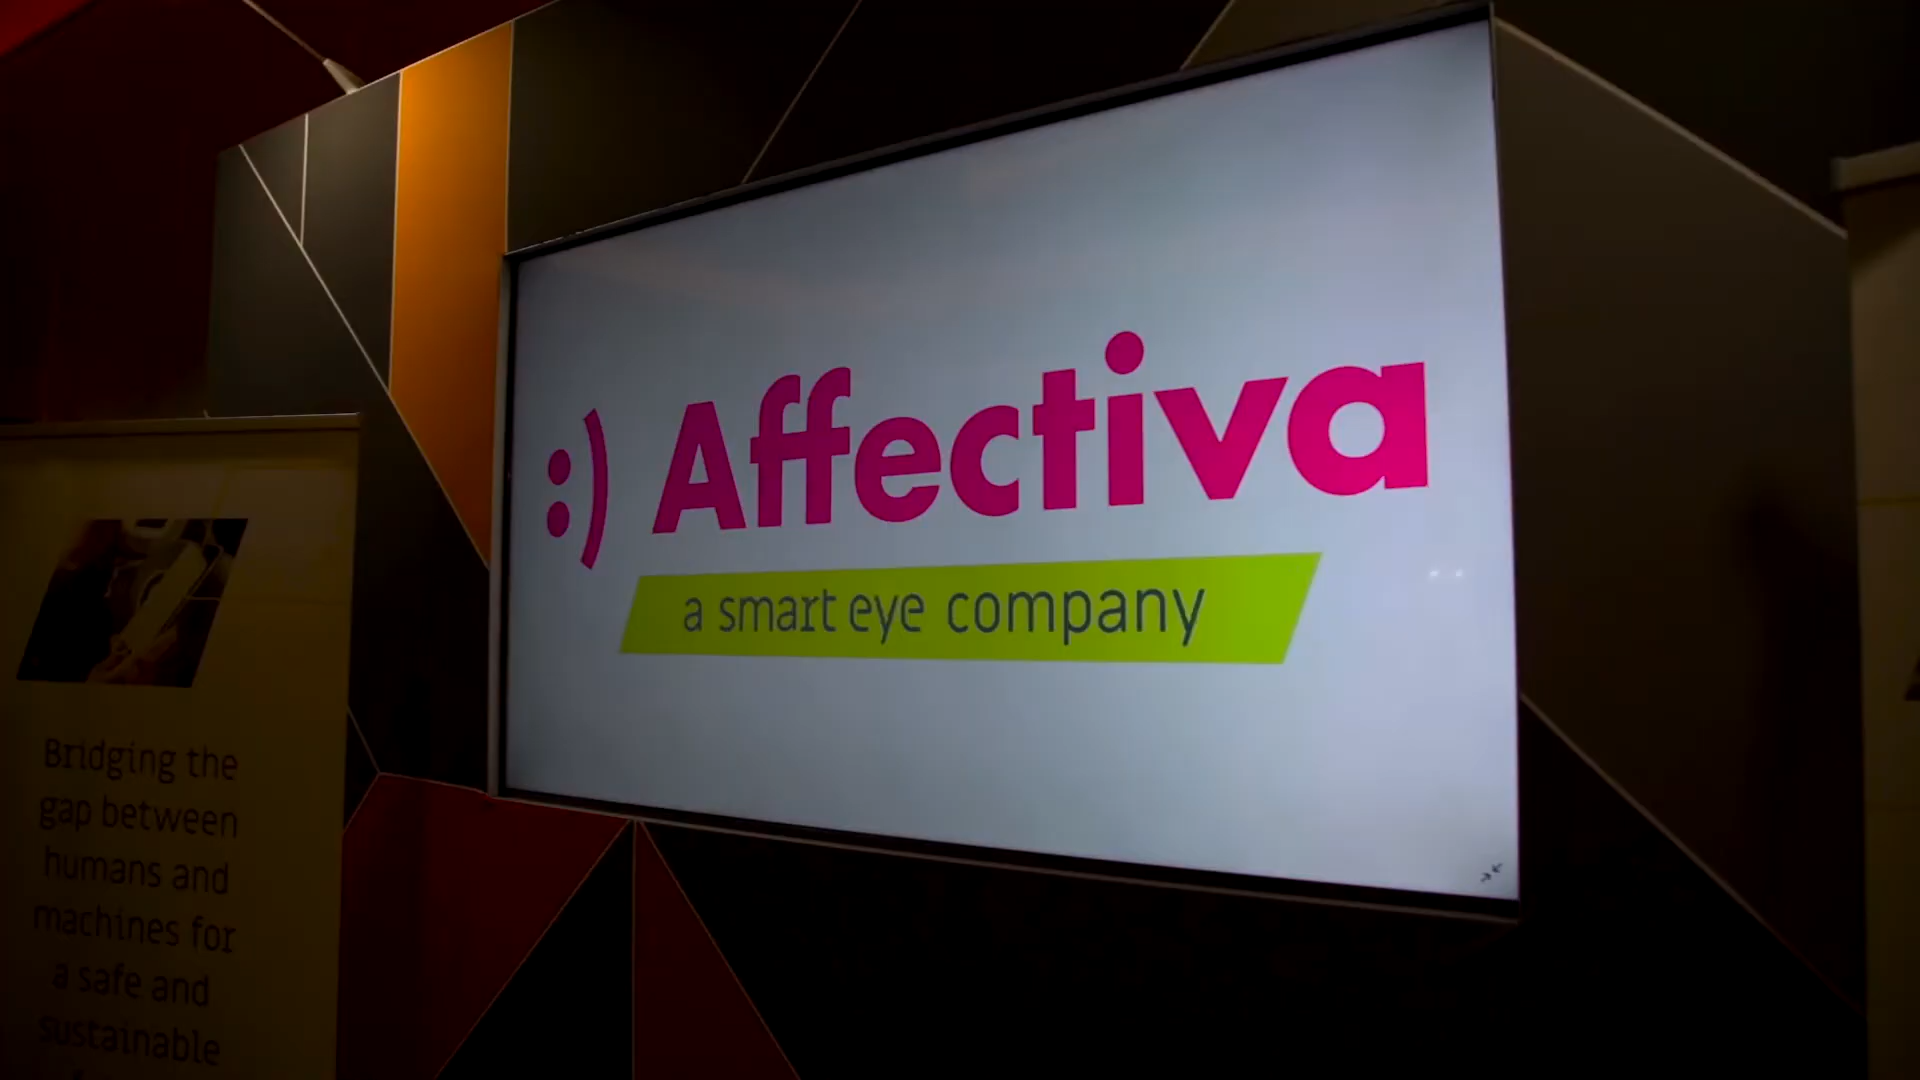 :) Affectiva
a smart eye company
Bridging the
gap between
humans and
machines for
a safe and
sustainable